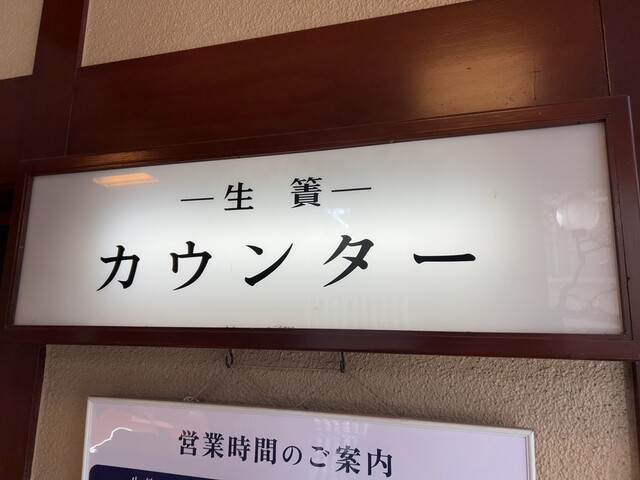 ―生簀―
カウンター
営業時間のご案内